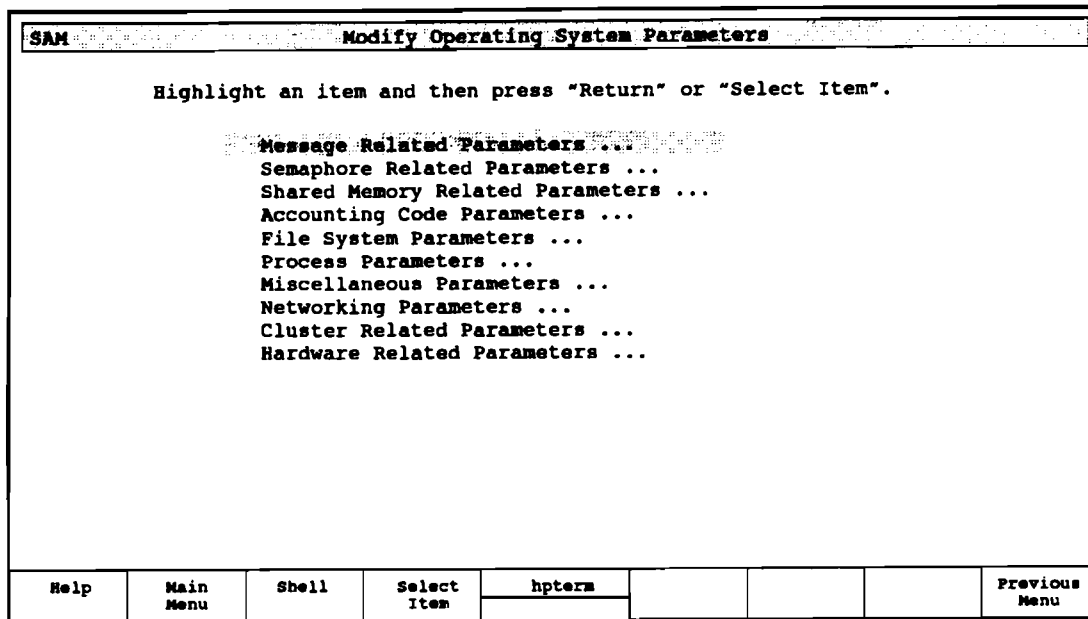 SAM Modify Operating System Parameters
Highlight an item and then press "Return" or "Select Item".
Message Related Parameters ...
Semaphore Related Parameters ...
Shared Memory Related Parameters ...
Accounting Code Parameters ...
File System Parameters ...
Process Parameters ...
Miscellaneous Parameters ...
Networking Parameters ...
Cluster Related Parameters ...
Hardware Related Parameters ...
Help
Main
Menu
Shell
Select
Item
hpterm
Previous
Menu